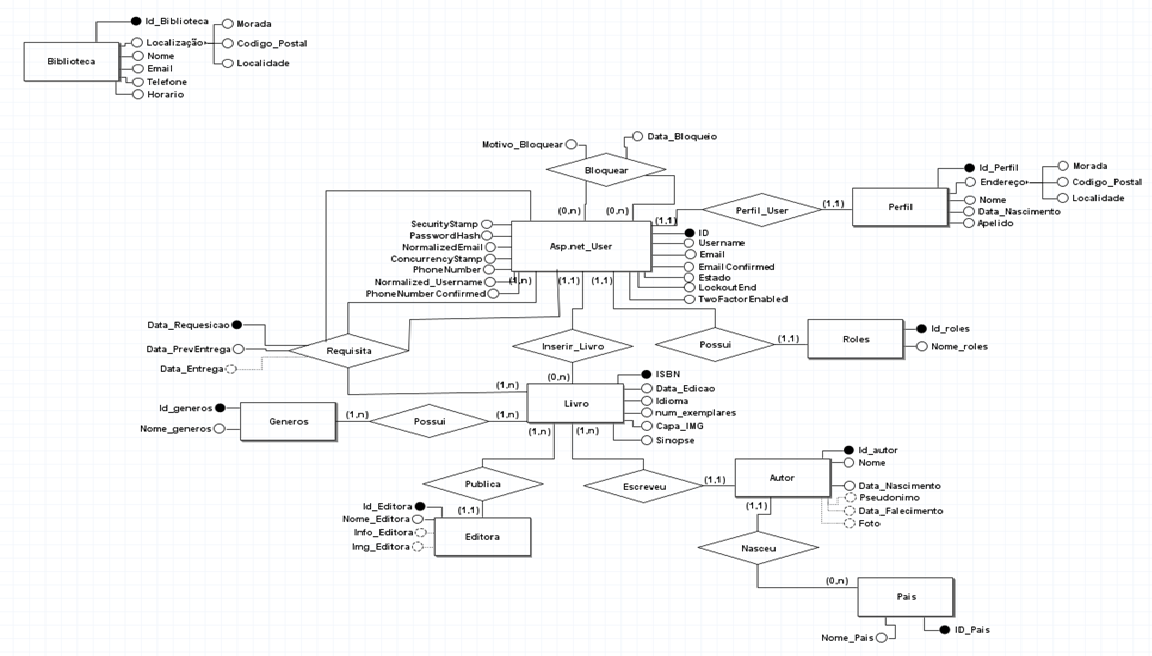 Id_Biblioteca
Morada
Localização
Codigo_Postal
Biblioteca
Nome
Email
Localidade
Telefone
Horario
Data_Bloqueio
Motivo_Bloquear
Bloquear
Id_Perfil
Morada
Endereço
Codigo_Postal
Localidade
Perfil
Nome
Data_Nascimento
Apelido
Perfil_User
(1,1)
(1,1)
(0,n)
(0,n)
SecurityStamp
PasswordHash
NormalizedEmail
ConcurrencyStamp
PhoneNumber
Normalized_Username
PhoneNumberConfirmed
Asp.net_User
ID
Username
Email
EmailConfirmed
Estado
LockoutEnd
TwoFactorEnabled
(1,n)
(1,1)
(1,1)
Data_Requesicao
Data_PrevEntrega
Data_Entrega
Requisita
Inserir_Livro
Possui
(1,1)
Roles
Id_roles
Nome_roles
(0,n)
(1,n)
ISBN
Data_Edicao
Idioma
num_exemplares
Capa_IMG
Sinopse
Livro
Id_generos
Nome_generos
Generos
(1,n)
Possui
(1,n)
(1,n)
(1,n)
Publica
Escreveu
(1,1)
Autor
Id_autor
Nome
Data_Nascimento
Pseudonimo
Data_Falecimento
Foto
(1,1)
Id_Editora
Nome_Editora
Info_Editora
Img_Editora
(1,1)
Editora
Nasceu
(0,n)
Pais
Nome_Pais
ID_Pais